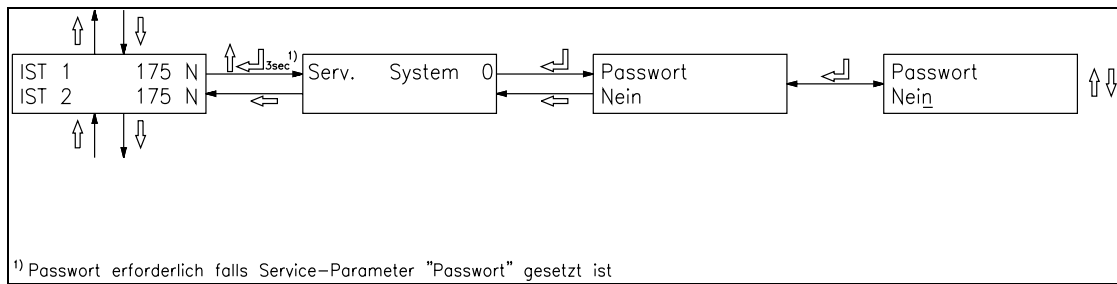 IST 1 175 N
IST 2 175 N
3sec 1)
Serv. System 0
Passwort
Nein
Passwort
Nein
1) Passwort erforderlich falls Service-Parameter "Passwort" gesetzt ist